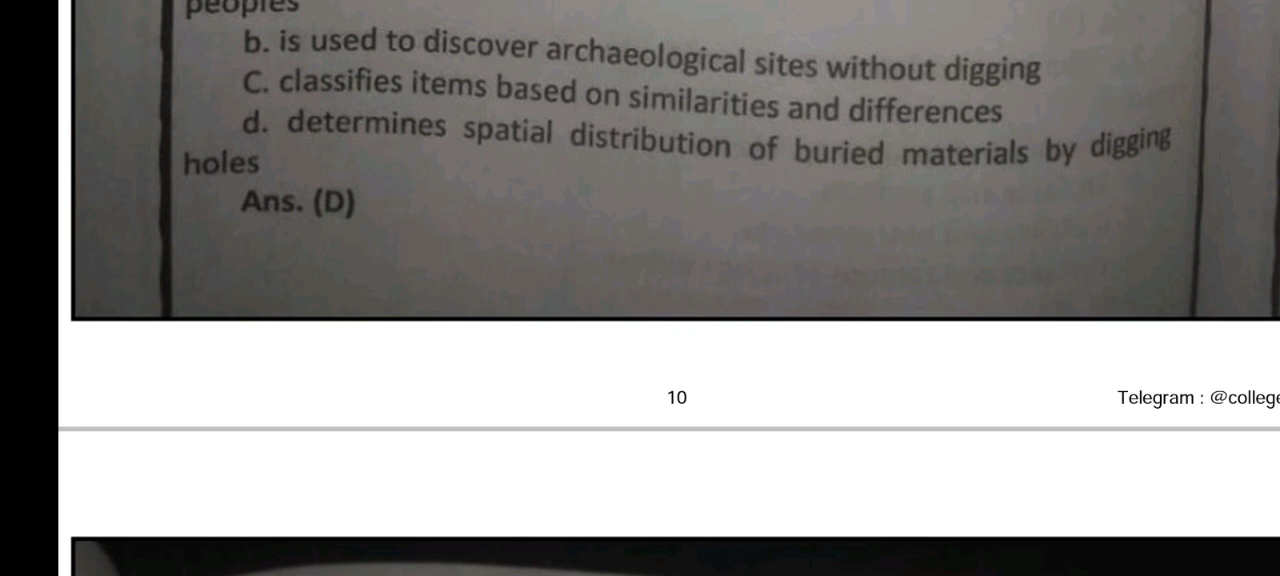 peoples
b. is used to discover archaeological sites without digging
C. classifies items based on similarities and differences
d. determines spatial distribution of buried materials by digging
holes
Ans. (D)
10
Telegram : @college